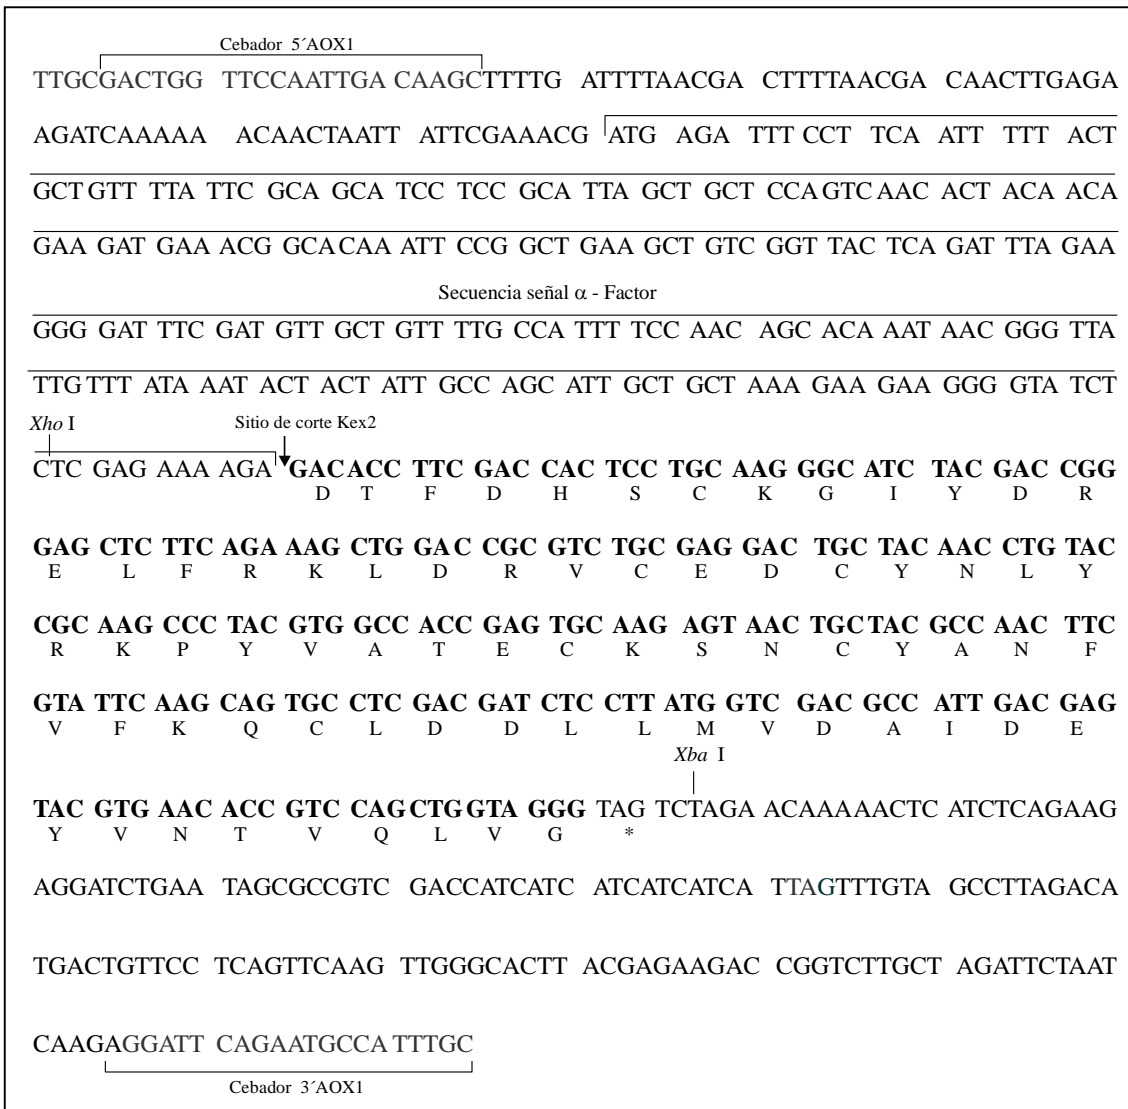 Cebador 5´AOX1
TTGCGACTGG TTCCAATTGA CAAGCTTTTG ATTTTAACGA CTTTTAACGA CAACTTGAGA
AGATCAAAAA ACAACTAATT ATTCGAAACG ATG AGA TTT CCT TCA ATT TTT ACT
GCT GTT TTA TTC GCA GCA TCC TCC GCA TTA GCT GCT CCA GTC AAC ACT ACA ACA
GAA GAT GAA ACG GCA CAA ATT CCG GCT GAA GCT GTC GGT TAC TCA GAT TTA GAA
Secuencia señal α - Factor
GGG GAT TTC GAT GTT GCT GTT TTG CCA TTT TCC AAC AGC ACA AAT AAC GGG TTA
TTG TTT ATA AAT ACT ACT ATT GCC AGC ATT GCT GCT AAA GAA GAA GGG GTA TCT
Xho I Sitio de corte Kex2
CTC GAG AAA AGA GAC ACC TTC GAC CAC TCC TGC AAG GGC ATC TAC GAC CGG
D T F D H S C K G I Y D R
GAG CTC TTC AGA AAG CTG GAC CGC GTC TGC GAG GAC TGC TAC AAC CTG TAC
E L F R K L D R V C E D C Y N L Y
CGC AAG CCC TAC GTG GCC ACC GAG TGC AAG AGT AAC TGC TAC GCC AAC TTC
R K P Y V A T E C K S N C Y A N F
GTA TTC AAG CAG TGC CTC GAC GAT CTC CTT ATG GTC GAC GCC ATT GAC GAG
V F K Q C L D D L L M V D A I D E
Xba I
TAC GTG AAC ACC GTC CAG CTG GTA GGG TAG TCTAGAACAAAAACTCATCTCAGAAG
Y V N T V Q L V G *
AGGATCTGAA TAGCGCCGTC GACCATCATC ATCATCATCA TTAGTTTGTA GCCTTAGACA
TGACTGTTCC TCAGTTCAAG TTGGGCACTT ACGAGAAGAC CGGTCTTGCT AGATTCTAAT
CAAGAGGATT CAGAATGCCA TTTGC
Cebador 3´AOX1